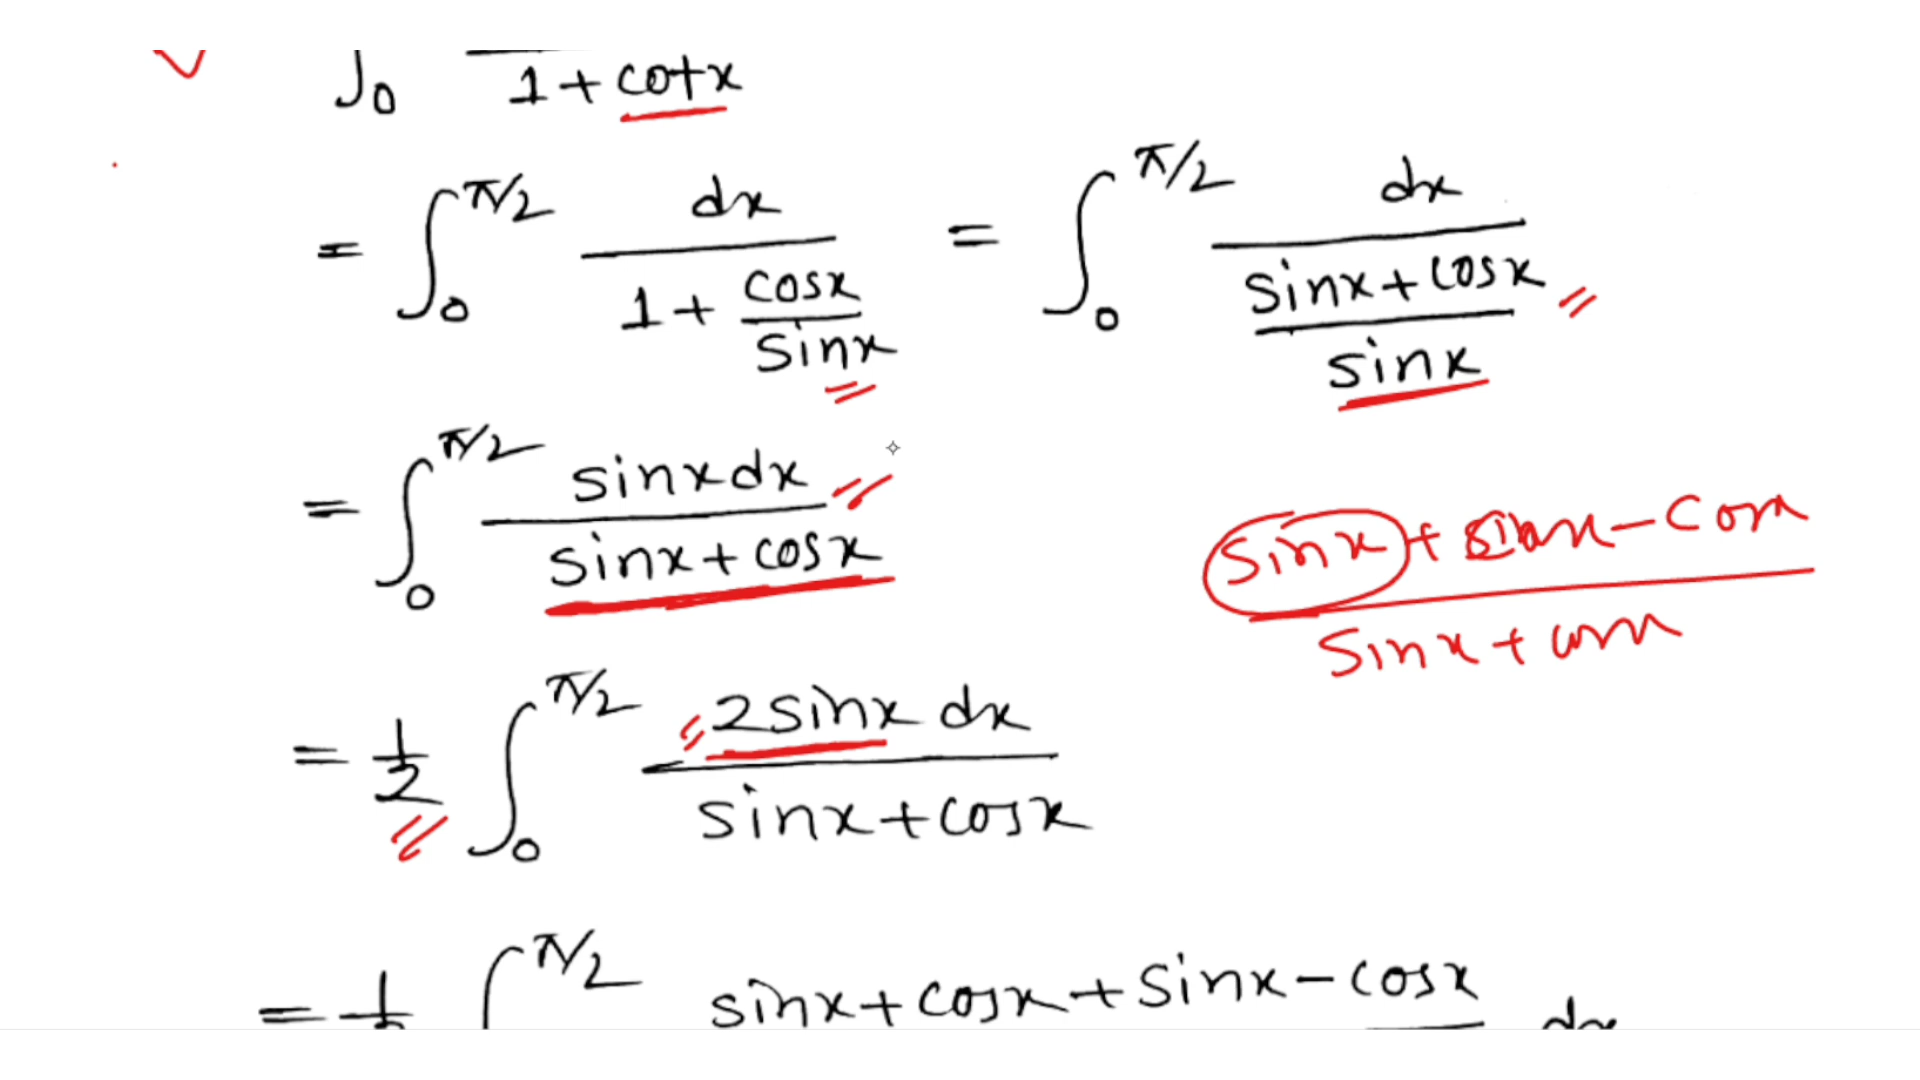 ∫₀ 1 + cotx
= ∫₀^π/2 dx / (1 + cosx/sinx) = ∫₀^π/2 dx / ((sinx + cosx)/sinx)
= ∫₀^π/2 sinx dx / (sinx + cosx)
(sinx + sinx − cosx) / (sinx + cosx)
= 1/2 ∫₀^π/2 2sinx dx / (sinx + cosx)
= 1/2 ∫^π/2 sinx + cosx + sinx − cosx dx